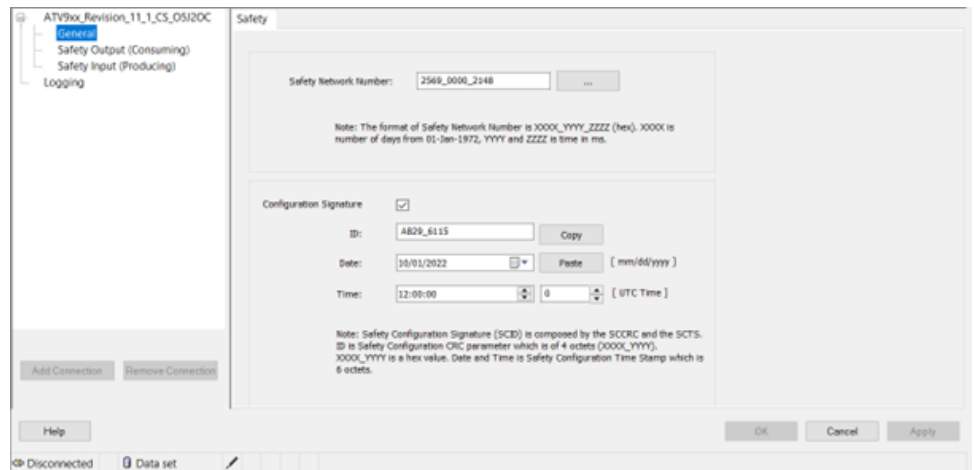 ATV9xx_Revision_11_1_CS_O5J2OC
General
Safety Output (Consuming)
Safety Input (Producing)
Logging
Add Connection Remove Connection
Safety
Safety Network Number: 2569_0000_2148 ...
Note: The format of Safety Network Number is XXXX_YYYY_ZZZZ (hex). XXXX is
number of days from 01-Jan-1972, YYYY and ZZZZ is time in ms.
Configuration Signature
ID: AB29_6115 Copy
Date: 10/01/2022 Paste [ mm/dd/yyyy ]
Time: 12:00:00 0 [ UTC Time ]
Note: Safety Configuration Signature (SCID) is composed by the SCCRC and the SCTS.
ID is Safety Configuration CRC parameter which is of 4 octets (XXXX_YYYY).
XXXX_YYYY is a hex value. Date and Time is Safety Configuration Time Stamp which is
6 octets.
Help OK Cancel Apply
Disconnected Data set